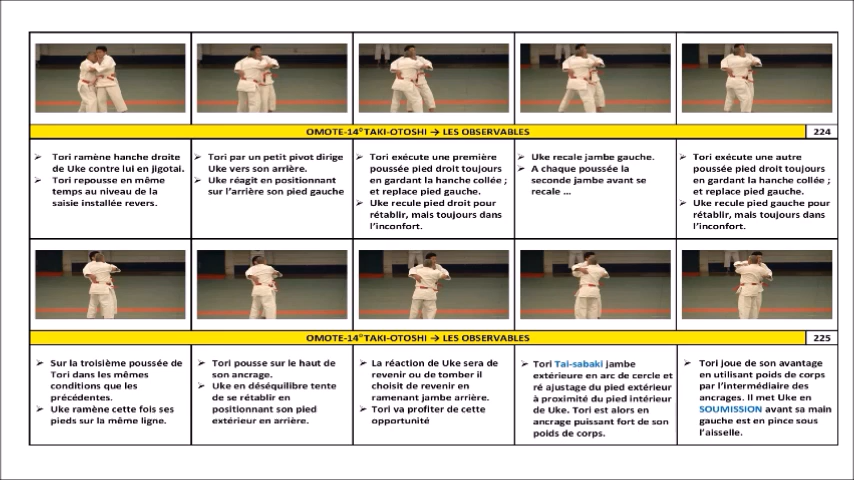 OMOTE-14°TAKI-OTOSHI → LES OBSERVABLES
224
➢ Tori ramène hanche droite
de Uke contre lui en jigotai.
➢ Tori repousse en même
temps au niveau de la
saisie installée revers.
➢ Tori par un petit pivot dirige
Uke vers son arrière.
➢ Uke réagit en positionnant
sur l'arrière son pied gauche
➢ Tori exécute une première
poussée pied droit toujours
en gardant la hanche collée ;
et replace pied gauche.
➢ Uke recule pied droit pour
rétablir, mais toujours dans
l'inconfort.
➢ Uke recale jambe gauche.
➢ A chaque poussée la
seconde jambe avant se
recale ...
➢ Tori exécute une autre
poussée pied droit toujours
en gardant la hanche collée ;
et replace pied gauche.
➢ Uke recule pied gauche pour
rétablir, mais toujours dans
l'inconfort.
OMOTE-14°TAKI-OTOSHI → LES OBSERVABLES
225
➢ Sur la troisième poussée de
Tori dans les mêmes
conditions que les
précédentes.
➢ Uke ramène cette fois ses
pieds sur la même ligne.
➢ Tori pousse sur le haut de
son ancrage.
➢ Uke en déséquilibre tente
de se rétablir en
positionnant son pied
extérieur en arrière.
➢ La réaction de Uke sera de
revenir ou de tomber il
choisit de revenir en
ramenant jambe arrière.
➢ Tori va profiter de cette
opportunité
➢ Tori Tai-sabaki jambe
extérieure en arc de cercle et
ré ajustage du pied extérieur
à proximité du pied intérieur
de Uke. Tori est alors en
ancrage puissant fort de son
poids de corps.
➢ Tori joue de son avantage
en utilisant poids de corps
par l'intermédiaire des
ancrages. Il met Uke en
SOUMISSION avant sa main
gauche est en pince sous
l'aisselle.